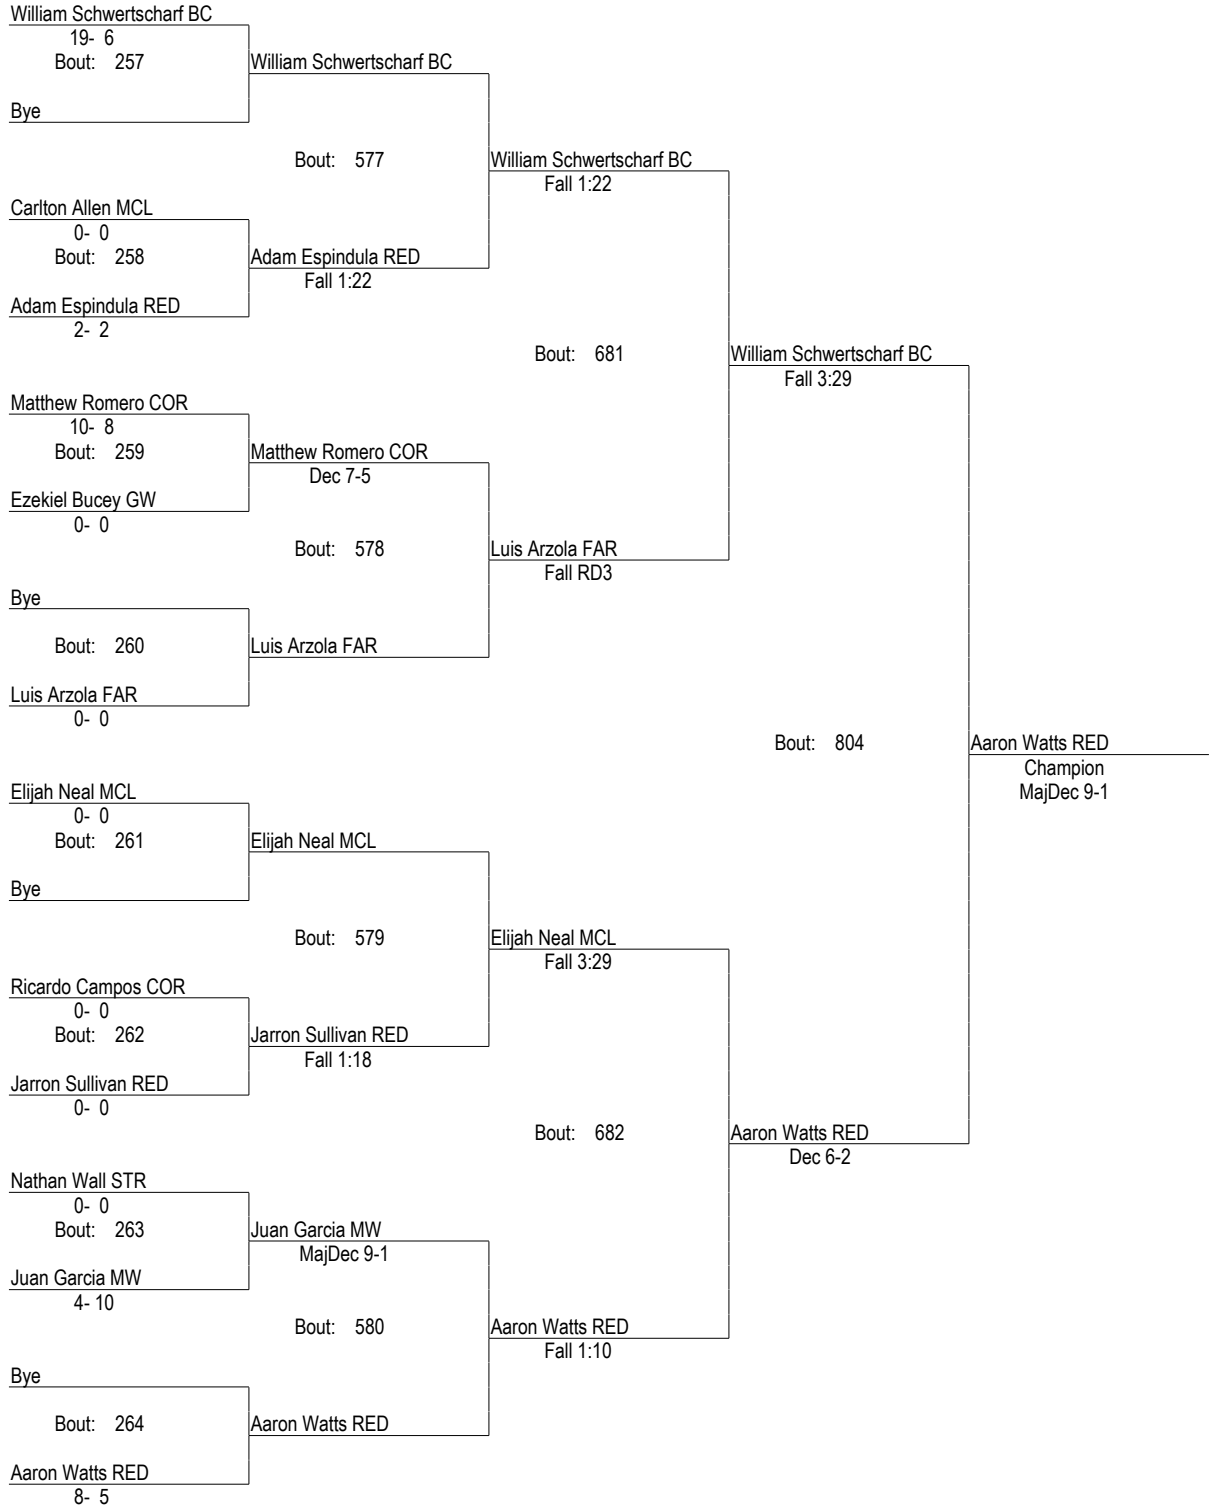 William Schwertscharf BC
19- 6
Bout: 257
William Schwertscharf BC
Bye
Bout: 577
William Schwertscharf BC
Fall 1:22
Carlton Allen MCL
0- 0
Bout: 258
Adam Espindula RED
Fall 1:22
Adam Espindula RED
2- 2
Bout: 681
William Schwertscharf BC
Fall 3:29
Matthew Romero COR
10- 8
Bout: 259
Matthew Romero COR
Dec 7-5
Ezekiel Bucey GW
0- 0
Bout: 578
Luis Arzola FAR
Fall RD3
Bye
Bout: 260
Luis Arzola FAR
Luis Arzola FAR
0- 0
Bout: 804
Aaron Watts RED
Champion
MajDec 9-1
Elijah Neal MCL
0- 0
Bout: 261
Elijah Neal MCL
Bye
Bout: 579
Elijah Neal MCL
Fall 3:29
Ricardo Campos COR
0- 0
Bout: 262
Jarron Sullivan RED
Fall 1:18
Jarron Sullivan RED
0- 0
Bout: 682
Aaron Watts RED
Dec 6-2
Nathan Wall STR
0- 0
Bout: 263
Juan Garcia MW
MajDec 9-1
Juan Garcia MW
4- 10
Bout: 580
Aaron Watts RED
Fall 1:10
Bye
Bout: 264
Aaron Watts RED
Aaron Watts RED
8- 5